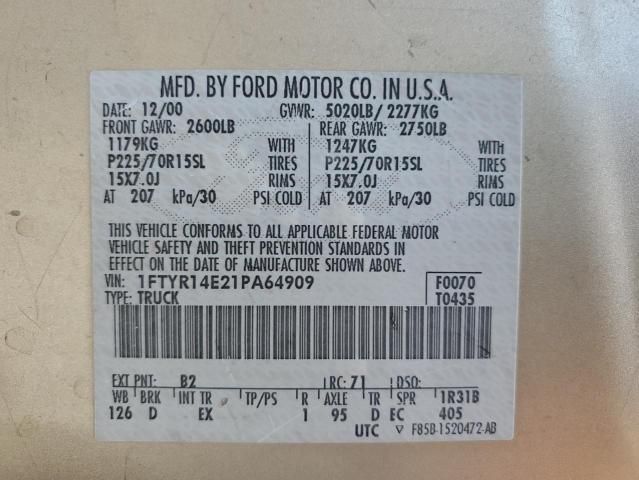 MFD. BY FORD MOTOR CO. IN U.S.A.
DATE: 12/00 GVWR: 5020LB/ 2277KG
FRONT GAWR: 2600LB REAR GAWR: 2750LB
1179KG WITH 1247KG WITH
P225/70R15SL TIRES P225/70R15SL TIRES
15X7.0J RIMS 15X7.0J RIMS
AT 207 kPa/30 PSI COLD AT 207 kPa/30 PSI COLD
THIS VEHICLE CONFORMS TO ALL APPLICABLE FEDERAL MOTOR
VEHICLE SAFETY AND THEFT PREVENTION STANDARDS IN
EFFECT ON THE DATE OF MANUFACTURE SHOWN ABOVE.
VIN: 1FTYR14E21PA64909 F0070
TYPE: TRUCK T0435
EXT PNT: B2 RC: 71 DSO:
WB BRK INT TR TP/PS R AXLE TR SPR 1R31B
126 D EX 1 95 D EC 405
UTC ▽ F85B-1520472-AB